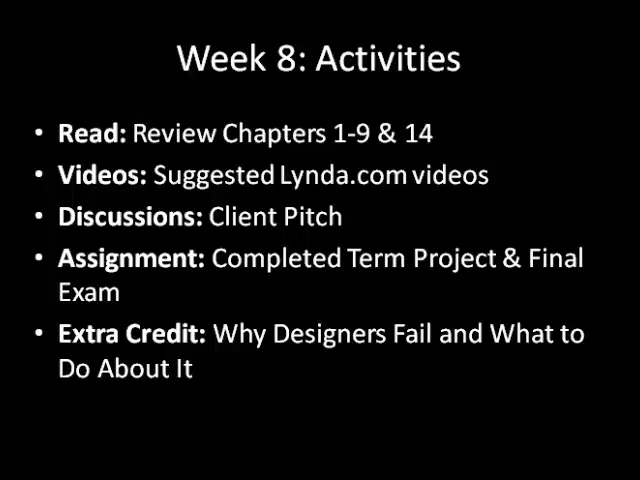 Week 8: Activities
• Read: Review Chapters 1-9 & 14
• Videos: Suggested Lynda.com videos
• Discussions: Client Pitch
• Assignment: Completed Term Project & Final
Exam
• Extra Credit: Why Designers Fail and What to
Do About It